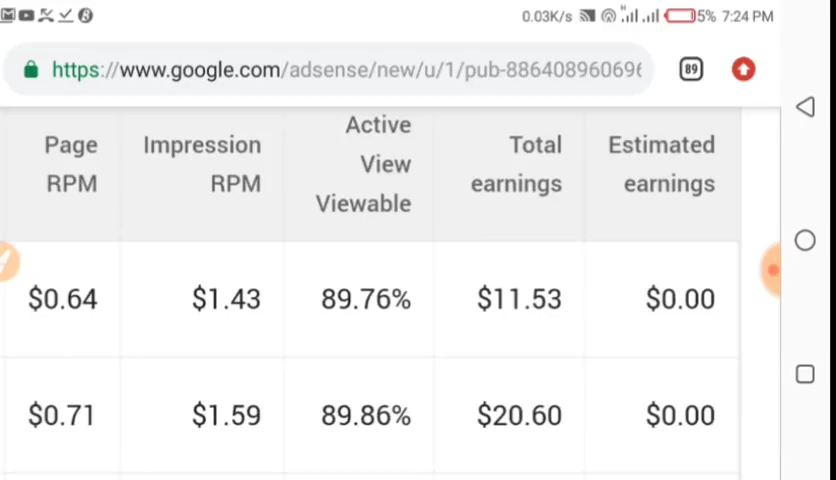 0.03K/s 5% 7:24 PM
https://www.google.com/adsense/new/u/1/pub-88640896069
89
Page RPM
Impression RPM
Active View Viewable
Total earnings
Estimated earnings
$0.64 $1.43 89.76% $11.53 $0.00
$0.71 $1.59 89.86% $20.60 $0.00